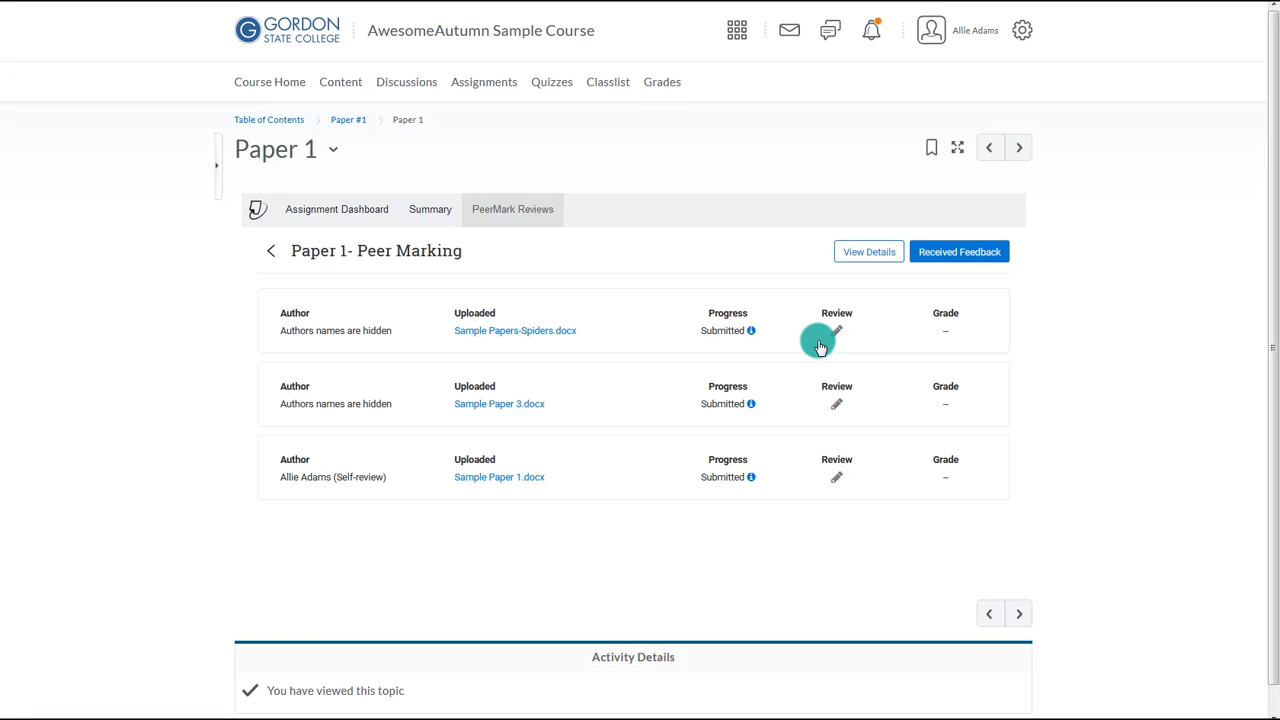 GORDON
STATE COLLEGE
AwesomeAutumn Sample Course
Allie Adams
Course Home Content Discussions Assignments Quizzes Classlist Grades
Table of Contents Paper #1 Paper 1
Paper 1
Assignment Dashboard Summary PeerMark Reviews
Paper 1- Peer Marking View Details Received Feedback
Author Uploaded Progress Review Grade
Authors names are hidden Sample Papers-Spiders.docx Submitted --
Author Uploaded Progress Review Grade
Authors names are hidden Sample Paper 3.docx Submitted --
Author Uploaded Progress Review Grade
Allie Adams (Self-review) Sample Paper 1.docx Submitted --
Activity Details
You have viewed this topic